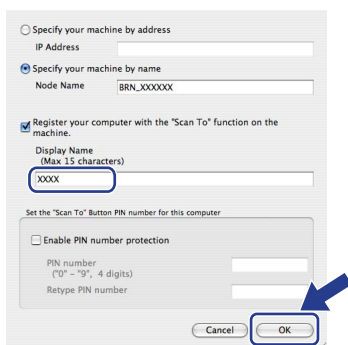 Specify your machine by address
IP Address
Specify your machine by name
Node Name
BRN_XXXXXX
Register your computer with the "Scan To" function on the
machine.
Display Name
(Max 15 characters)
XXXX
Set the "Scan To" Button PIN number for this computer
Enable PIN number protection
PIN number
("0" – "9",  4 digits)
Retype PIN number
Cancel
OK